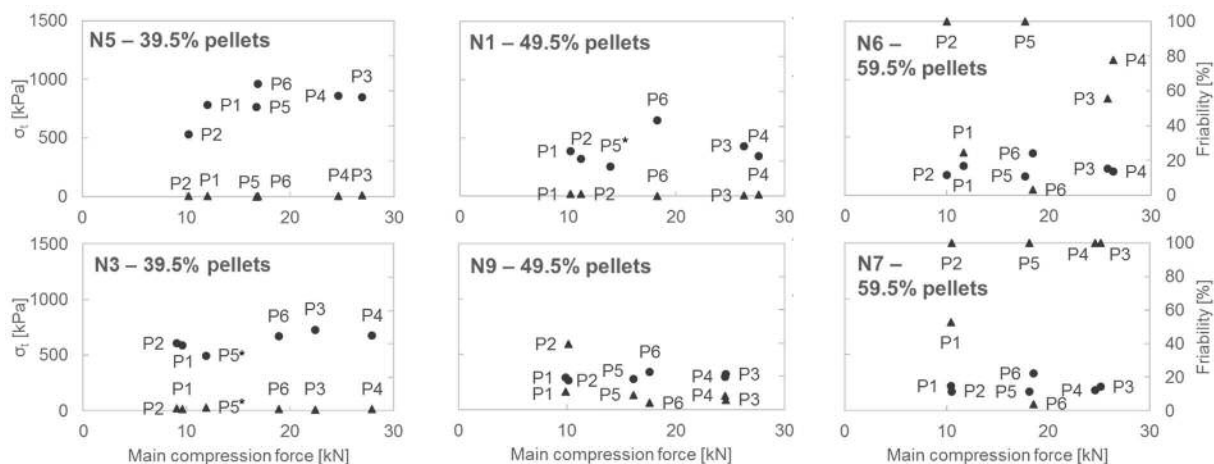 N5 – 39.5% pellets
1500
1000
500
0
σt [kPa]
P2
P1
P6
P5
P4
P3
P2
P1
P5
P6
P4
P3
0
10
20
30
N1 – 49.5% pellets
P1
P2
P5*
P6
P3
P4
P1
P2
P6
P3
P4
0
10
20
30
N6 –
59.5% pellets
P2
P5
P4
P3
P1
P6
P2
P1
P5
P3
P4
P6
0
10
20
30
100
80
60
40
20
0
Friability [%]
N3 – 39.5% pellets
1500
1000
500
0
σt [kPa]
P2
P1
P5*
P6
P3
P4
P1
P6
P3
P4
P2
P5*
0
10
20
30
Main compression force [kN]
N9 – 49.5% pellets
P2
P6
P5
P1
P2
P4
P3
P1
P5
P6
P4
P3
0
10
20
30
Main compression force [kN]
N7 –
59.5% pellets
P2
P5
P4
P3
P1
P6
P1
P2
P5
P4
P3
P6
0
10
20
30
Main compression force [kN]
100
80
60
40
20
0
Friability [%]